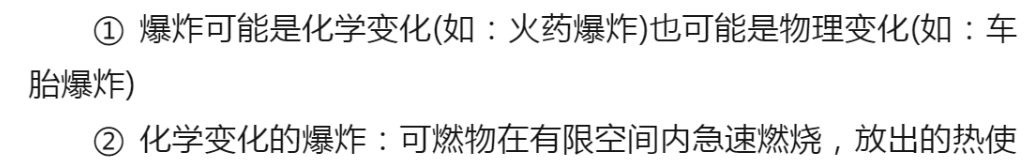 ① 爆炸可能是化学变化(如：火药爆炸)也可能是物理变化(如：车
胎爆炸)
② 化学变化的爆炸：可燃物在有限空间内急速燃烧，放出的热使